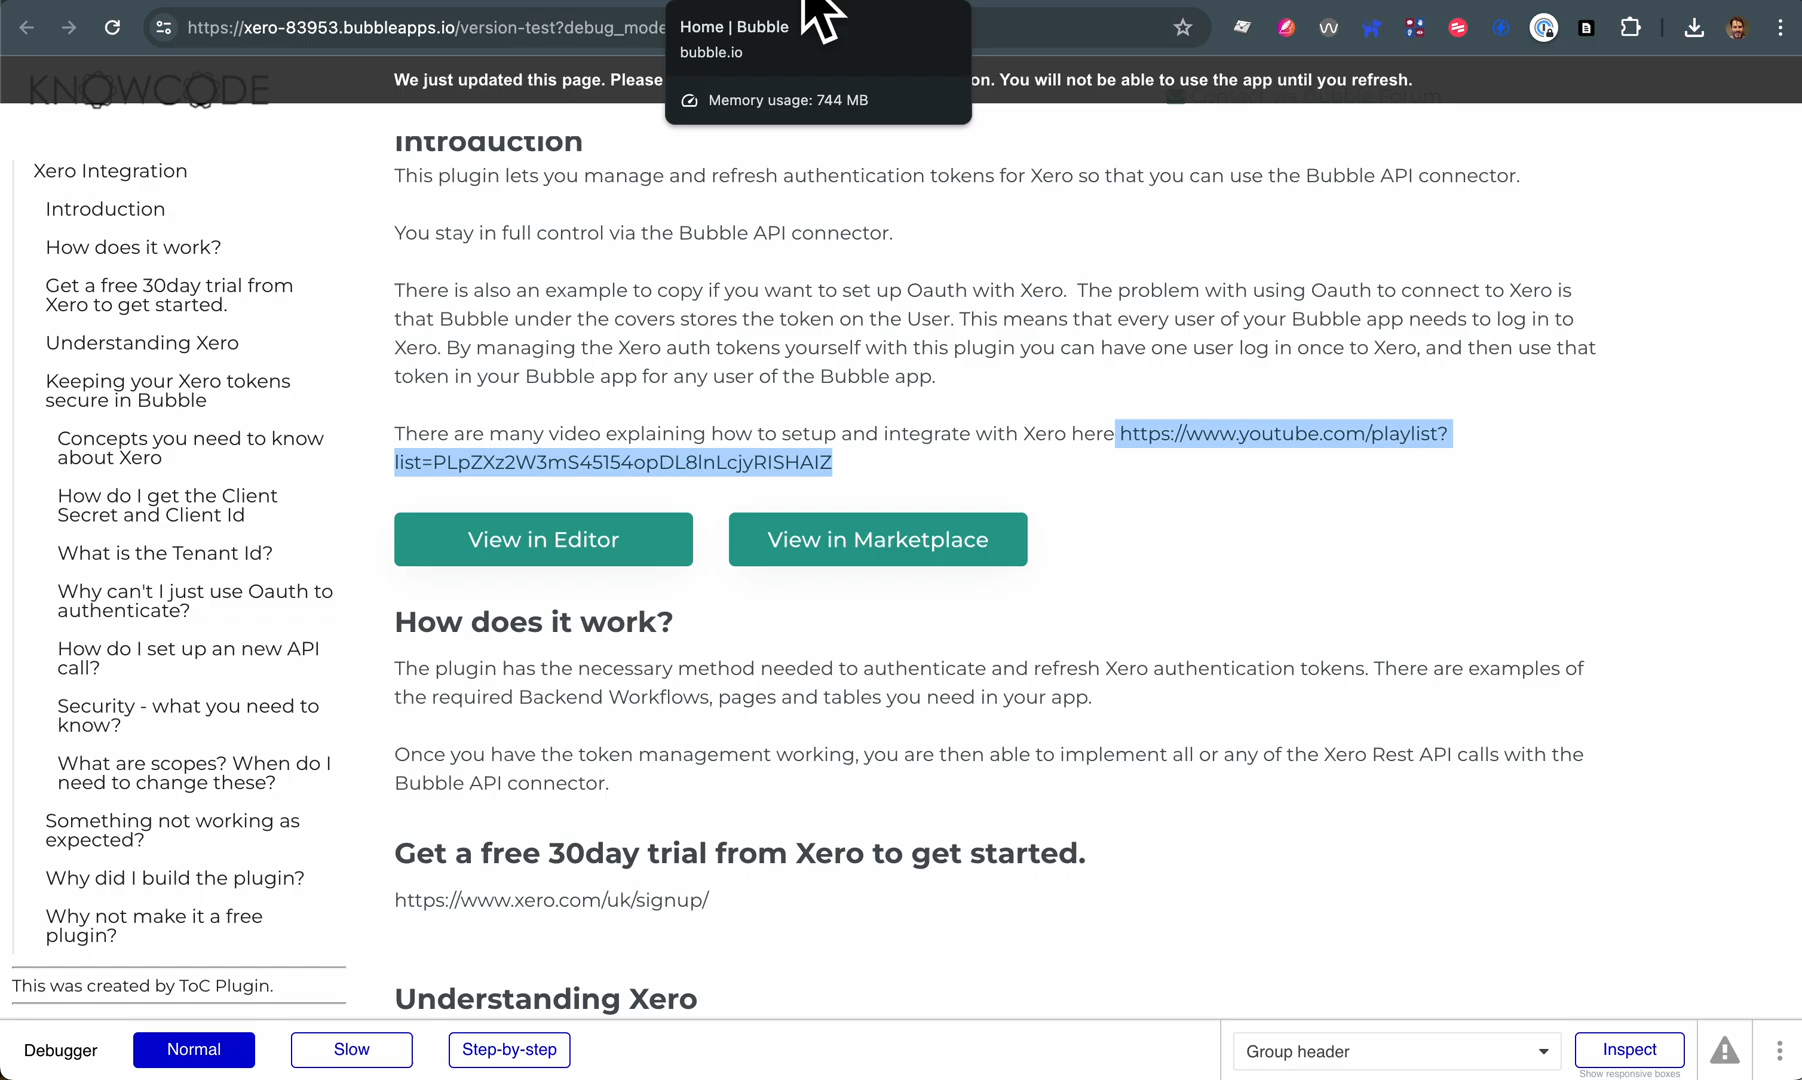 https://xero-83953.bubbleapps.io/version-test?debug_mode
Home | Bubble
bubble.io
Memory usage: 744 MB
We just updated this page. Please
on. You will not be able to use the app until you refresh.
KNOWCODE
Contact via Bubble Forum
Xero Integration
Introduction
How does it work?
Get a free 30day trial from
Xero to get started.
Understanding Xero
Keeping your Xero tokens
secure in Bubble
Concepts you need to know
about Xero
How do I get the Client
Secret and Client Id
What is the Tenant Id?
Why can't I just use Oauth to
authenticate?
How do I set up an new API
call?
Security - what you need to
know?
What are scopes? When do I
need to change these?
Something not working as
expected?
Why did I build the plugin?
Why not make it a free
plugin?
This was created by ToC Plugin.
Introduction
This plugin lets you manage and refresh authentication tokens for Xero so that you can use the Bubble API connector.
You stay in full control via the Bubble API connector.
There is also an example to copy if you want to set up Oauth with Xero.  The problem with using Oauth to connect to Xero is
that Bubble under the covers stores the token on the User. This means that every user of your Bubble app needs to log in to
Xero. By managing the Xero auth tokens yourself with this plugin you can have one user log in once to Xero, and then use that
token in your Bubble app for any user of the Bubble app.
There are many video explaining how to setup and integrate with Xero here https://www.youtube.com/playlist?
list=PLpZXz2W3mS45154opDL8lnLcjyRISHAIZ
View in Editor
View in Marketplace
How does it work?
The plugin has the necessary method needed to authenticate and refresh Xero authentication tokens. There are examples of
the required Backend Workflows, pages and tables you need in your app.
Once you have the token management working, you are then able to implement all or any of the Xero Rest API calls with the
Bubble API connector.
Get a free 30day trial from Xero to get started.
https://www.xero.com/uk/signup/
Understanding Xero
Debugger
Normal
Slow
Step-by-step
Group header
Inspect
Show responsive boxes